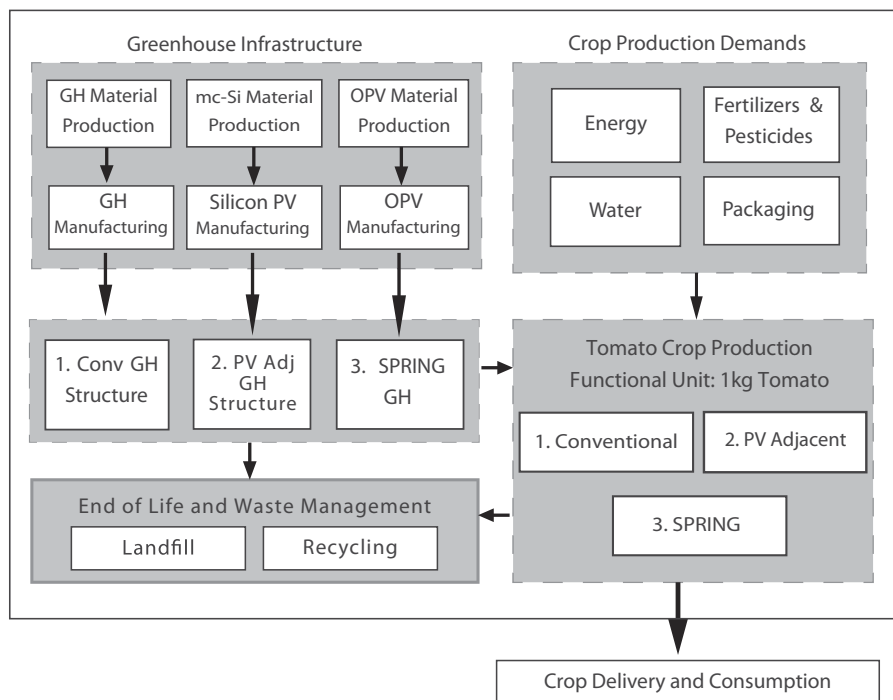 Greenhouse Infrastructure
GH Material
Production
mc-Si Material
Production
OPV Material
Production
GH
Manufacturing
Silicon PV
Manufacturing
OPV
Manufacturing
Crop Production Demands
Energy
Fertilizers &
Pesticides
Water
Packaging
1. Conv GH
Structure
2. PV Adj
GH
Structure
3. SPRING
GH
Tomato Crop Production
Functional Unit: 1kg Tomato
1. Conventional
2. PV Adjacent
3. SPRING
End of Life and Waste Management
Landfill
Recycling
Crop Delivery and Consumption